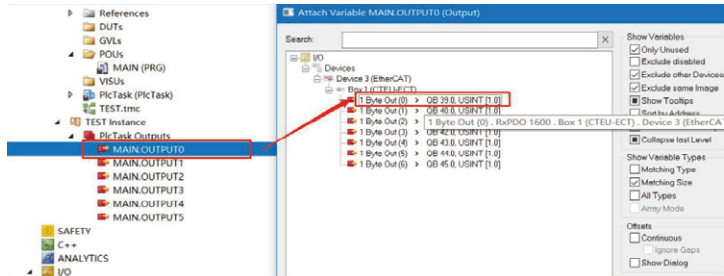 References
DUTs
GVLs
POUs
MAIN (PRG)
VISUs
PlcTask (PlcTask)
TEST.tmc
TEST Instance
PlcTask Outputs
MAIN.OUTPUT0
MAIN.OUTPUT1
MAIN.OUTPUT2
MAIN.OUTPUT3
MAIN.OUTPUT4
MAIN.OUTPUT5
SAFETY
C++
ANALYTICS
I/O
Attach Variable MAIN.OUTPUT0 (Output)
Search:
I/O
Devices
Device 3 (EtherCAT)
Box 1 (CTEU-ECT)
1 Byte Out (0) > QB 39.0, USINT [1.0]
1 Byte Out (1) > QB 40.0, USINT [1.0]
1 Byte Out (2) >
1 Byte Out (0) . RxPDO 1600 . Box 1 (CTEU-ECT) . Device 3 (EtherCA
1 Byte Out (3) > QB 42.0, USINT [1.0]
1 Byte Out (4) > QB 43.0, USINT [1.0]
1 Byte Out (5) > QB 44.0, USINT [1.0]
1 Byte Out (6) > QB 45.0, USINT [1.0]
Show Variables
Only Unused
Exclude disabled
Exclude other Devices
Exclude same Image
Show Tooltips
Sort by Address
Collapse last Level
Show Variable Types
Matching Type
Matching Size
All Types
Array Mode
Offsets
Continuous
Ignore Gaps
Show Dialog